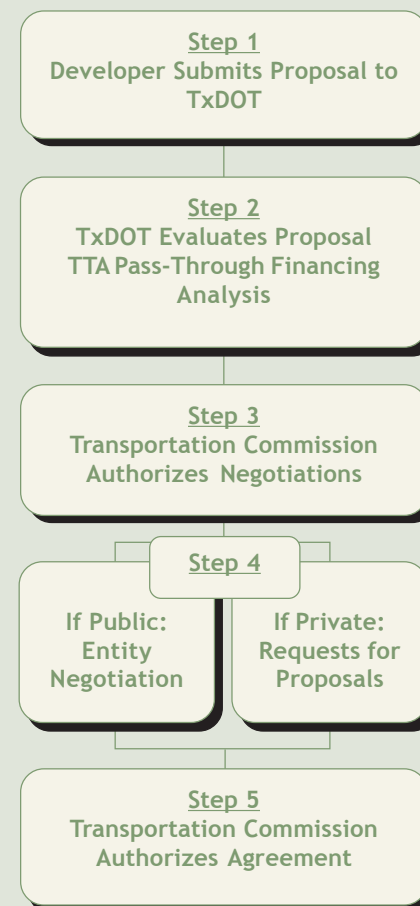 Step 1
Developer Submits Proposal to
TxDOT
Step 2
TxDOT Evaluates Proposal
TTA Pass-Through Financing
Analysis
Step 3
Transportation Commission
Authorizes Negotiations
Step 4
If Public:
Entity
Negotiation
If Private:
Requests for
Proposals
Step 5
Transportation Commission
Authorizes Agreement